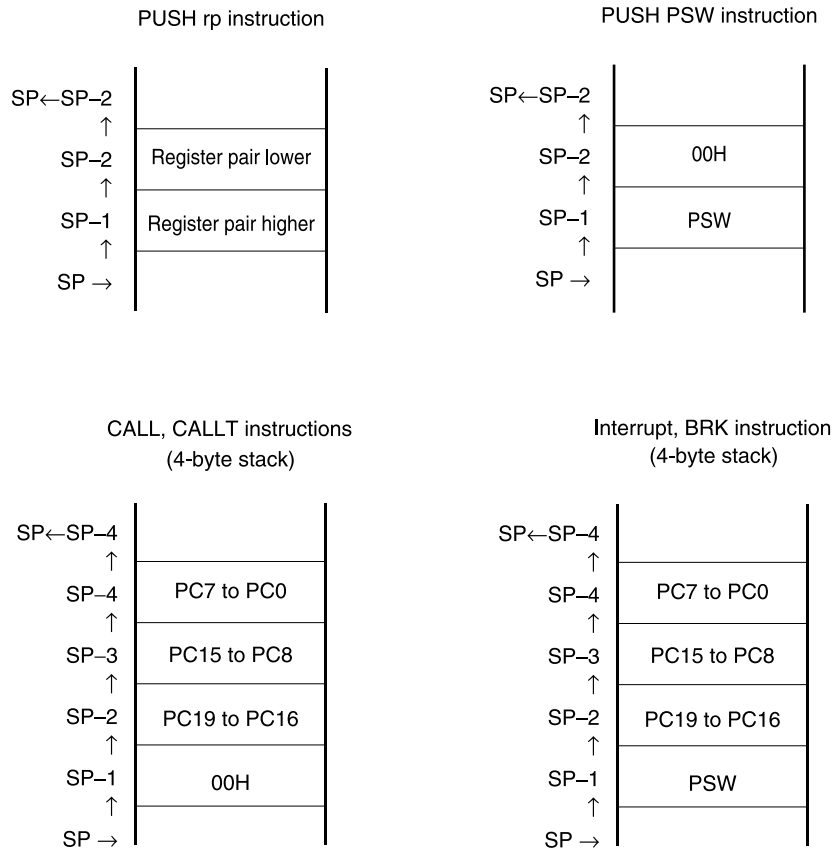 PUSH rp instruction
SP←SP–2
↑
SP–2
Register pair lower
↑
SP–1
Register pair higher
↑
SP →
PUSH PSW instruction
SP←SP–2
↑
SP–2
00H
↑
SP–1
PSW
↑
SP →
CALL, CALLT instructions
(4-byte stack)
SP←SP–4
↑
SP–4
PC7 to PC0
↑
SP–3
PC15 to PC8
↑
SP–2
PC19 to PC16
↑
SP–1
00H
↑
SP →
Interrupt, BRK instruction
(4-byte stack)
SP←SP–4
↑
SP–4
PC7 to PC0
↑
SP–3
PC15 to PC8
↑
SP–2
PC19 to PC16
↑
SP–1
PSW
↑
SP →